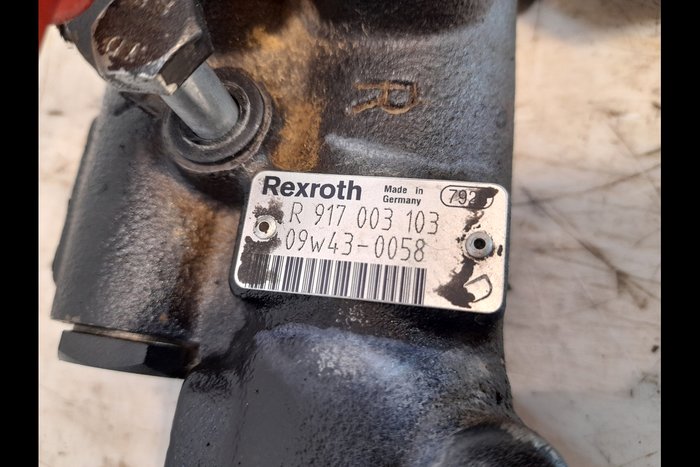 R
Rexroth
Made in
Germany
R 917 003 103
09w43-0058